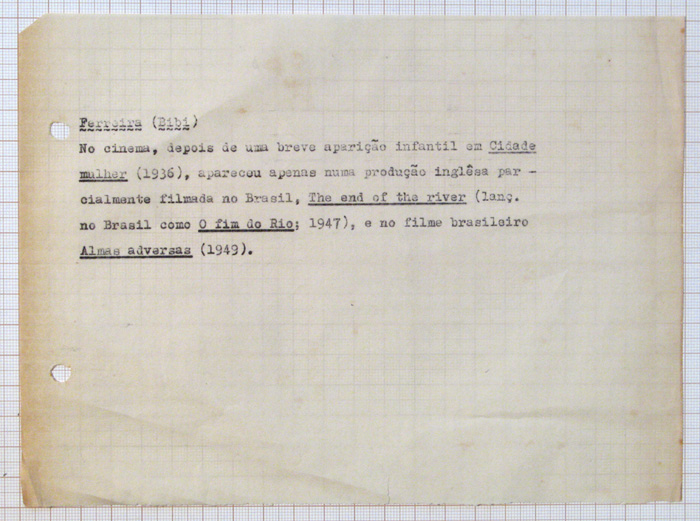 Ferreira (Bibi)
No cinema, depois de uma breve aparição infantil em Cidade
mulher (1936), apareceu apenas numa produção inglêsa par -
cialmente filmada no Brasil, The end of the river (lanç.
no Brasil como O fim do Rio; 1947), e no filme brasileiro
Almas adversas (1949).